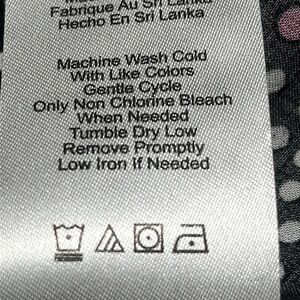 Fabrique Au Sri Lanka
Hecho En Sri Lanka
Machine Wash Cold
With Like Colors
Gentle Cycle
Only Non Chlorine Bleach
When Needed
Tumble Dry Low
Remove Promptly
Low Iron If Needed